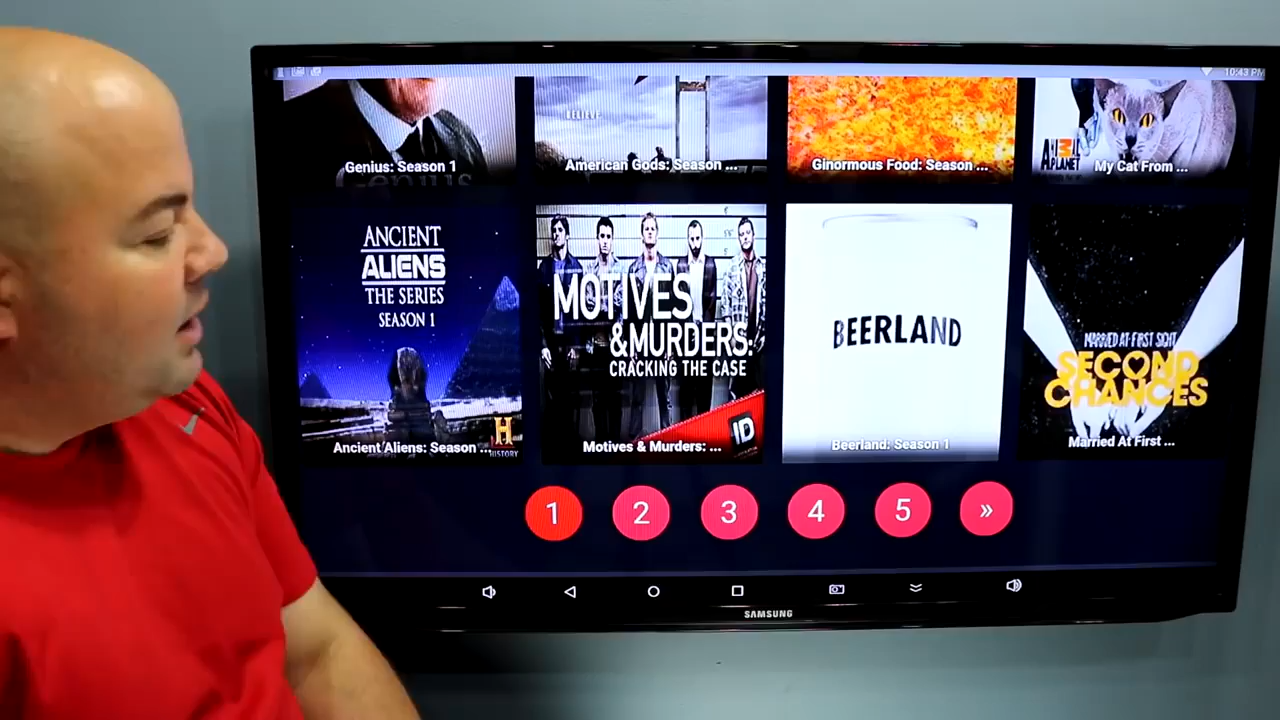 10:43 PM
BELIEVE
Genius
Genius: Season 1
American Gods: Season ...
Ginormous Food: Season ...
ANIMAL
PLANET
My Cat From ...
ANCIENT
ALIENS
THE SERIES
SEASON 1
H
HISTORY
Ancient Aliens: Season ...
MOTIVES
&MURDERS:
CRACKING THE CASE
ID
Motives & Murders: ...
BEERLAND
Beerland: Season 1
MARRIED AT FIRST SIGHT
SECOND
CHANCES
Married At First ...
1 2 3 4 5 »
SAMSUNG